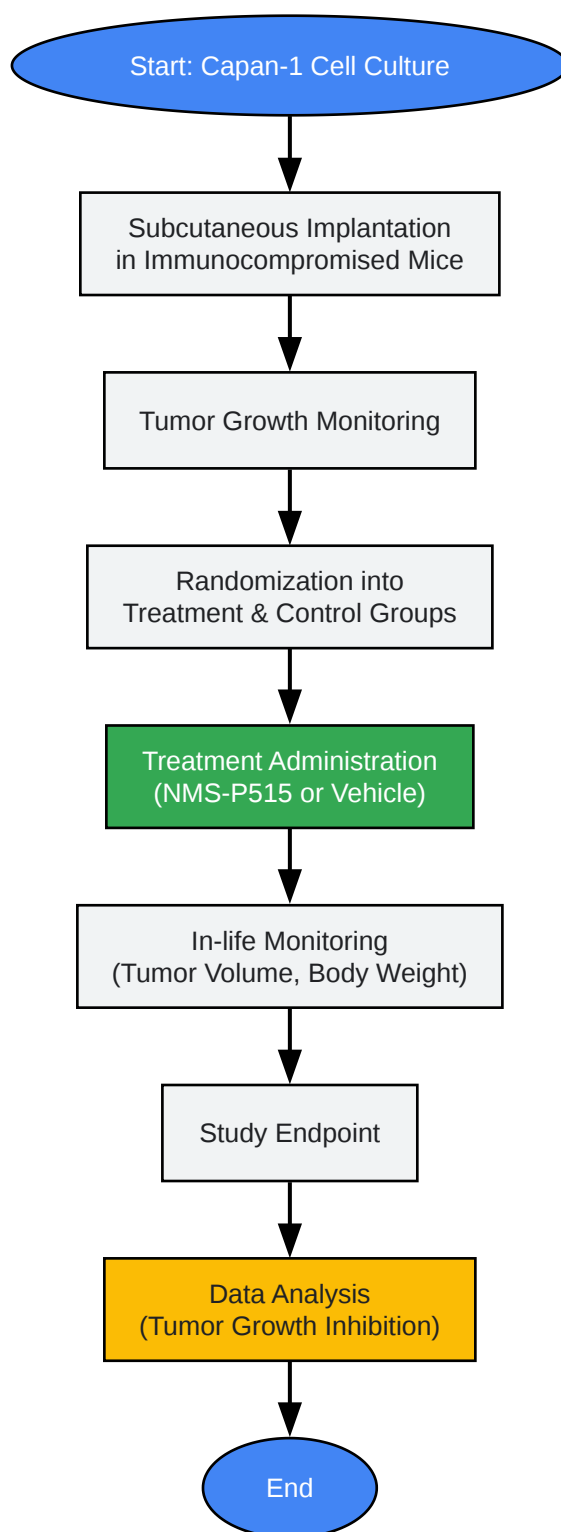 Start: Capan-1 Cell Culture
Subcutaneous Implantation
in Immunocompromised Mice
Tumor Growth Monitoring
Randomization into
Treatment & Control Groups
Treatment Administration
(NMS-P515 or Vehicle)
In-life Monitoring
(Tumor Volume, Body Weight)
Study Endpoint
Data Analysis
(Tumor Growth Inhibition)
End